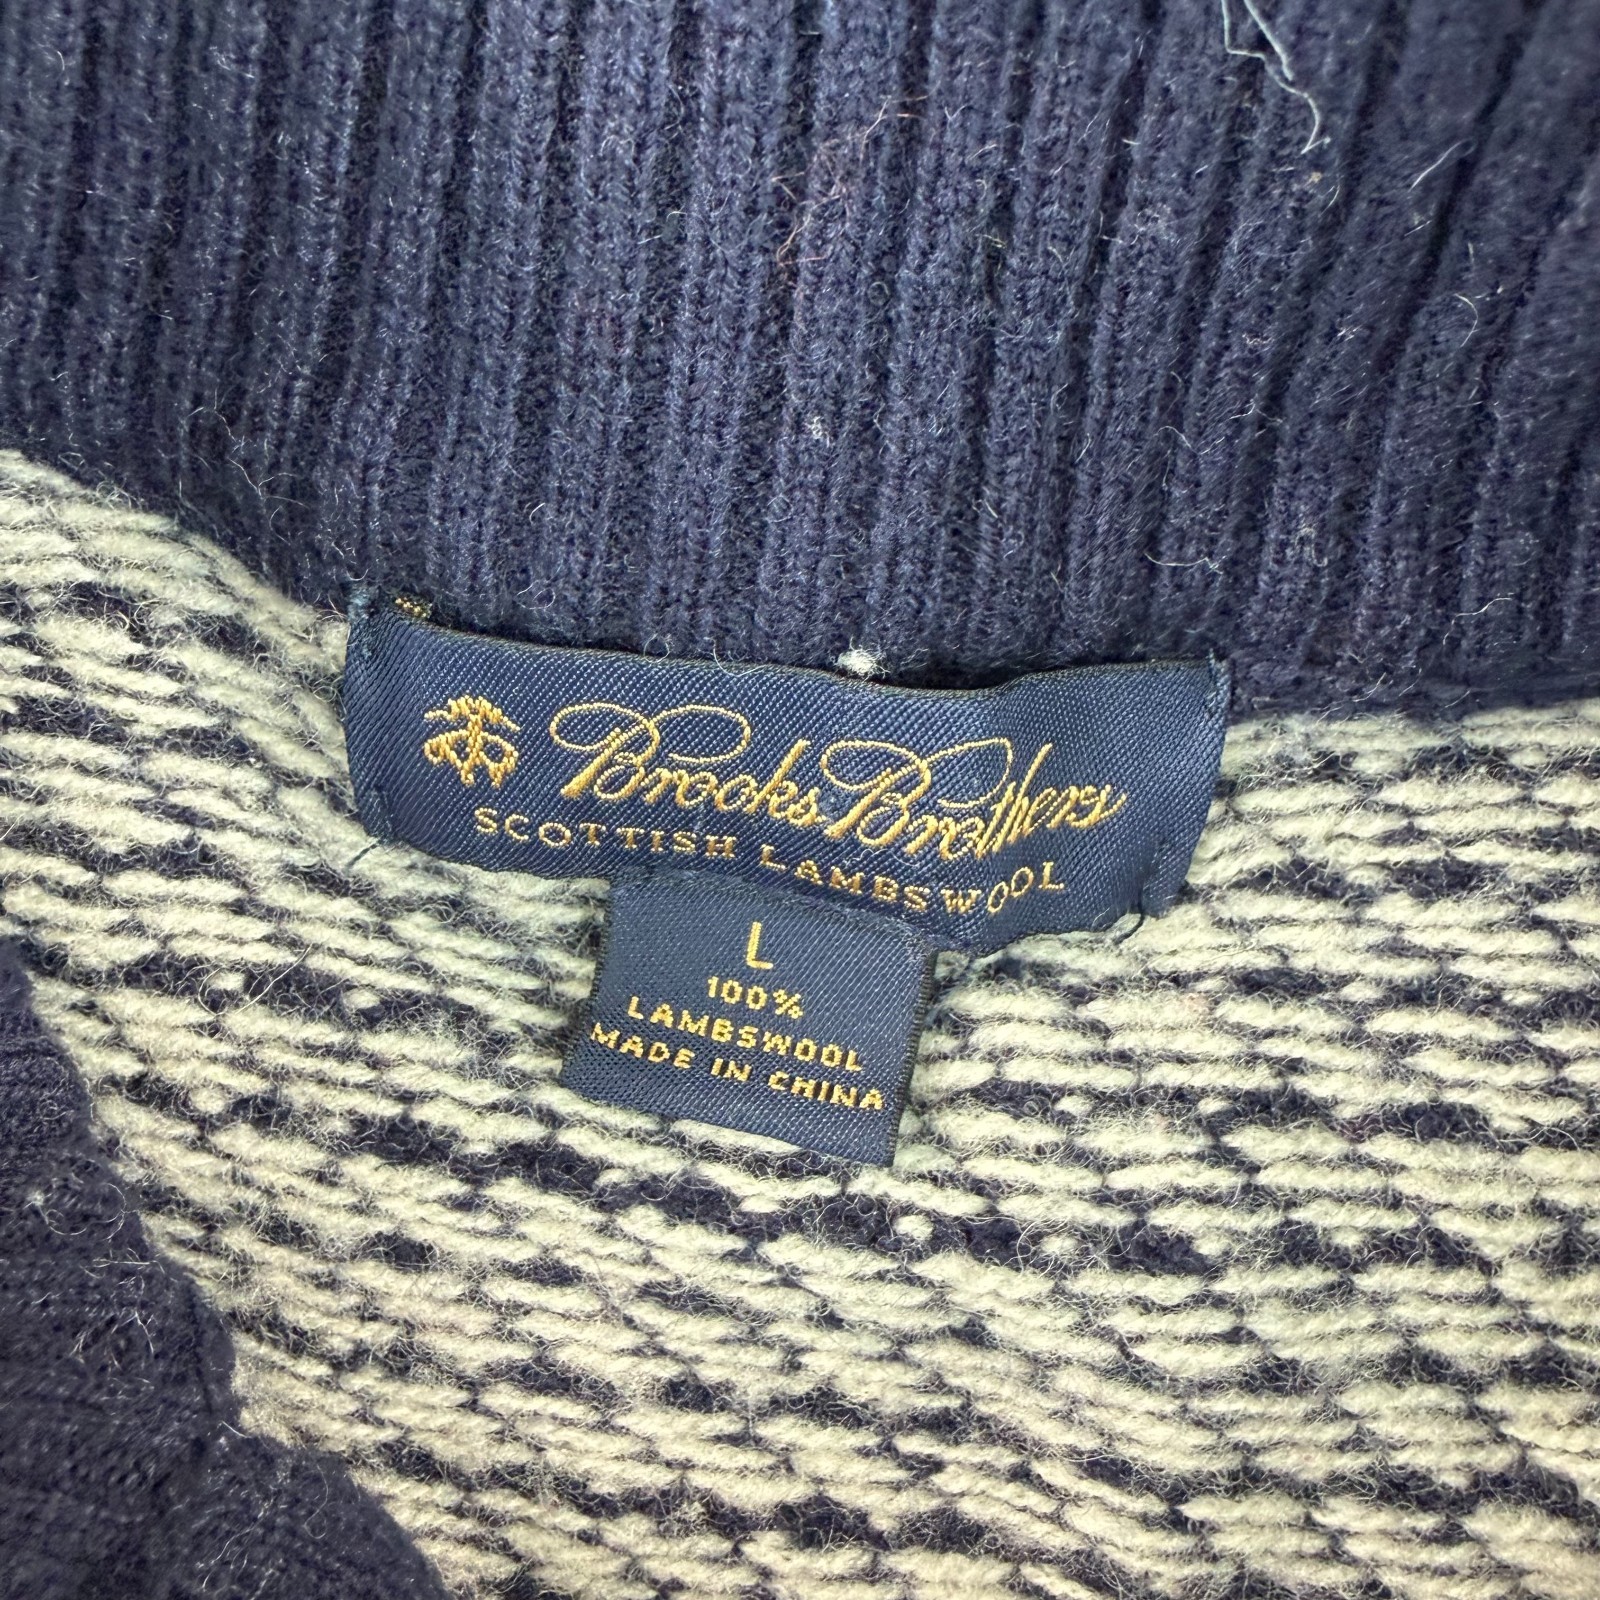 Brooks Brothers
SCOTTISH LAMBSWOOL
L
100%
LAMBSWOOL
MADE IN CHINA